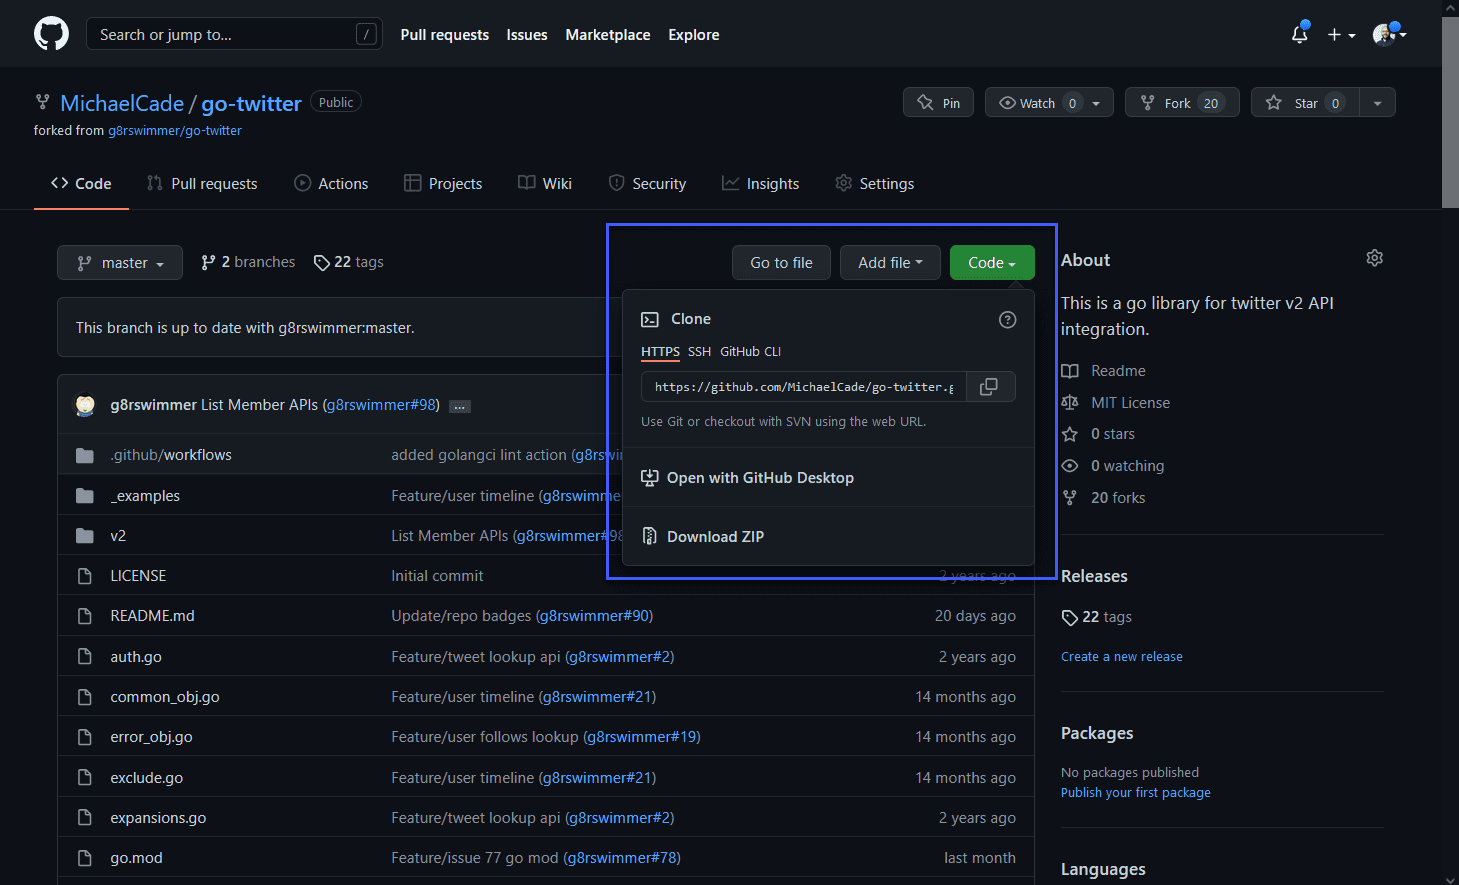 Search or jump to... /
Pull requests Issues Marketplace Explore
MichaelCade / go-twitter Public
forked from g8rswimmer/go-twitter
Pin Watch 0 Fork 20 Star 0
Code Pull requests Actions Projects Wiki Security Insights Settings
master 2 branches 22 tags Go to file Add file Code
This branch is up to date with g8rswimmer:master.
Clone
HTTPS SSH GitHub CLI
https://github.com/MichaelCade/go-twitter.g
Use Git or checkout with SVN using the web URL.
Open with GitHub Desktop
Download ZIP
g8rswimmer List Member APIs (g8rswimmer#98) ...
.github/workflows added golangci lint action (g8rswi
_examples Feature/user timeline (g8rswimme
v2 List Member APIs (g8rswimmer#98
LICENSE Initial commit 2 years ago
README.md Update/repo badges (g8rswimmer#90) 20 days ago
auth.go Feature/tweet lookup api (g8rswimmer#2) 2 years ago
common_obj.go Feature/user timeline (g8rswimmer#21) 14 months ago
error_obj.go Feature/user follows lookup (g8rswimmer#19) 14 months ago
exclude.go Feature/user timeline (g8rswimmer#21) 14 months ago
expansions.go Feature/tweet lookup api (g8rswimmer#2) 2 years ago
go.mod Feature/issue 77 go mod (g8rswimmer#78) last month
About
This is a go library for twitter v2 API
integration.
Readme
MIT License
0 stars
0 watching
20 forks
Releases
22 tags
Create a new release
Packages
No packages published
Publish your first package
Languages